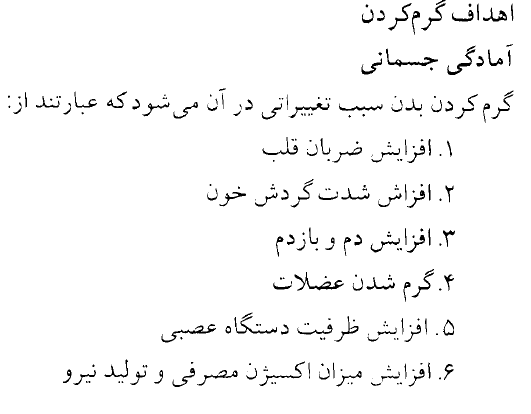 اهداف گرم‌کردن
آمادگی جسمانی
گرم‌کردن بدن سبب تغییراتی در آن می‌شود که عبارتند از:
۱. افزایش ضربان قلب
۲. افزاش شدت گردش خون
۳. افزایش دم و بازدم
۴. گرم شدن عضلات
۵. افزایش ظرفیت دستگاه عصبی
۶. افزایش میزان اکسیژن مصرفی و تولید نیرو